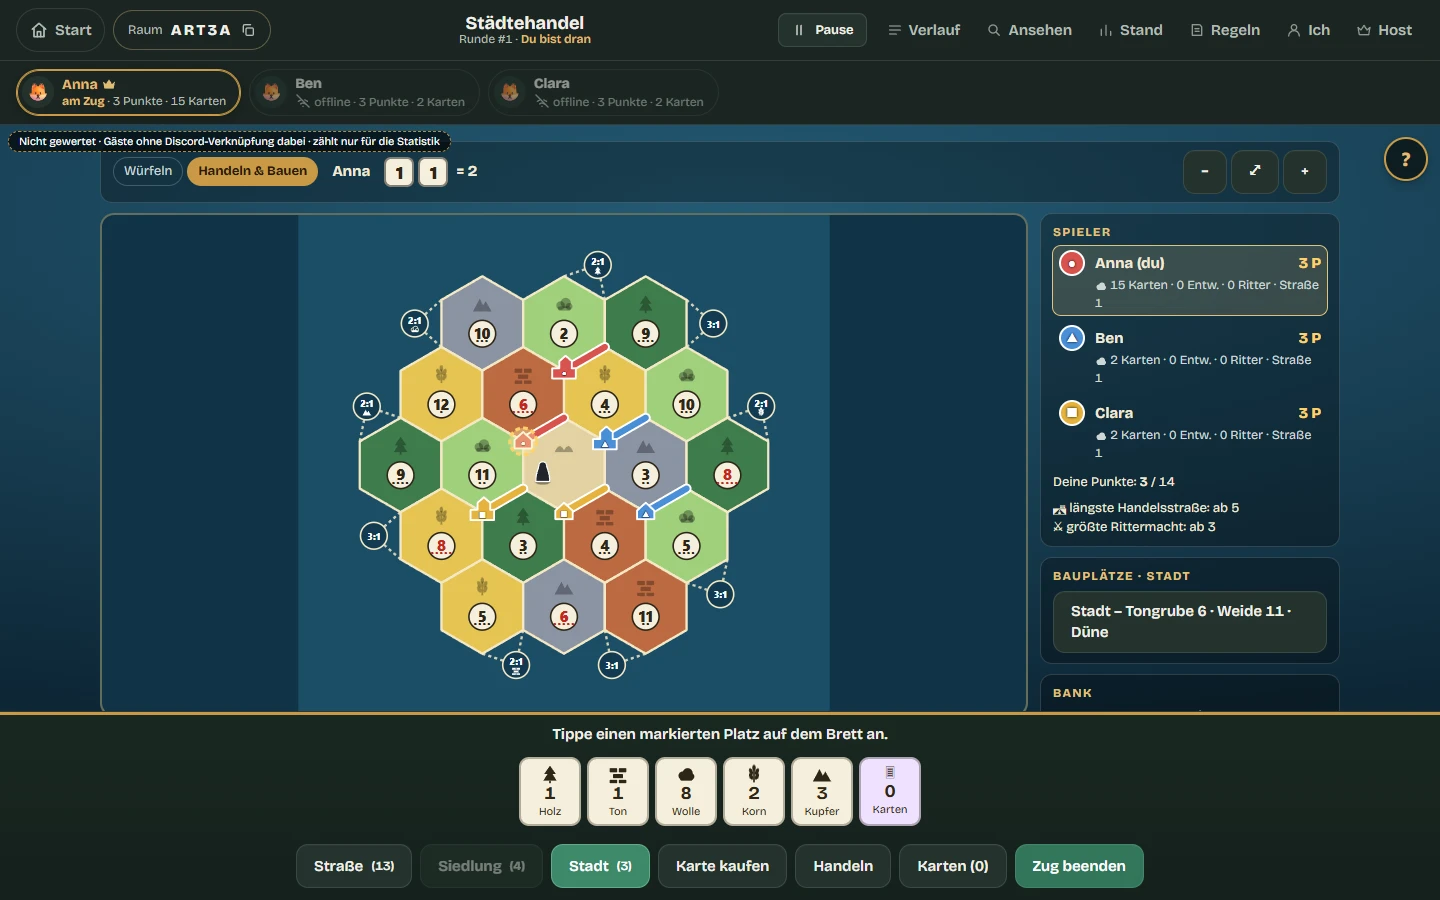 Start
Raum ART3A
Städtehandel
Runde #1 · Du bist dran
Pause
Verlauf
Ansehen
Stand
Regeln
Ich
Host
Anna
am Zug · 3 Punkte · 15 Karten
Ben
offline · 3 Punkte · 2 Karten
Clara
offline · 3 Punkte · 2 Karten
Nicht gewertet · Gäste ohne Discord-Verknüpfung dabei · zählt nur für die Statistik
Würfeln
Handeln & Bauen
Anna 1 1 = 2
−
+
?
2:1
2:1
3:1
10 2 9
2:1
2:1
12 6 4 10
9 11 3 8
3:1
8 3 4 5
3:1
5 6 11
2:1
3:1
SPIELER
Anna (du) 3 P
15 Karten · 0 Entw. · 0 Ritter · Straße
1
Ben 3 P
2 Karten · 0 Entw. · 0 Ritter · Straße
1
Clara 3 P
2 Karten · 0 Entw. · 0 Ritter · Straße
1
Deine Punkte: 3 / 14
längste Handelsstraße: ab 5
größte Rittermacht: ab 3
BAUPLÄTZE · STADT
Stadt – Tongrube 6 · Weide 11 ·
Düne
BANK
Tippe einen markierten Platz auf dem Brett an.
1
Holz
1
Ton
8
Wolle
2
Korn
3
Kupfer
0
Karten
Straße (13)
Siedlung (4)
Stadt (3)
Karte kaufen
Handeln
Karten (0)
Zug beenden